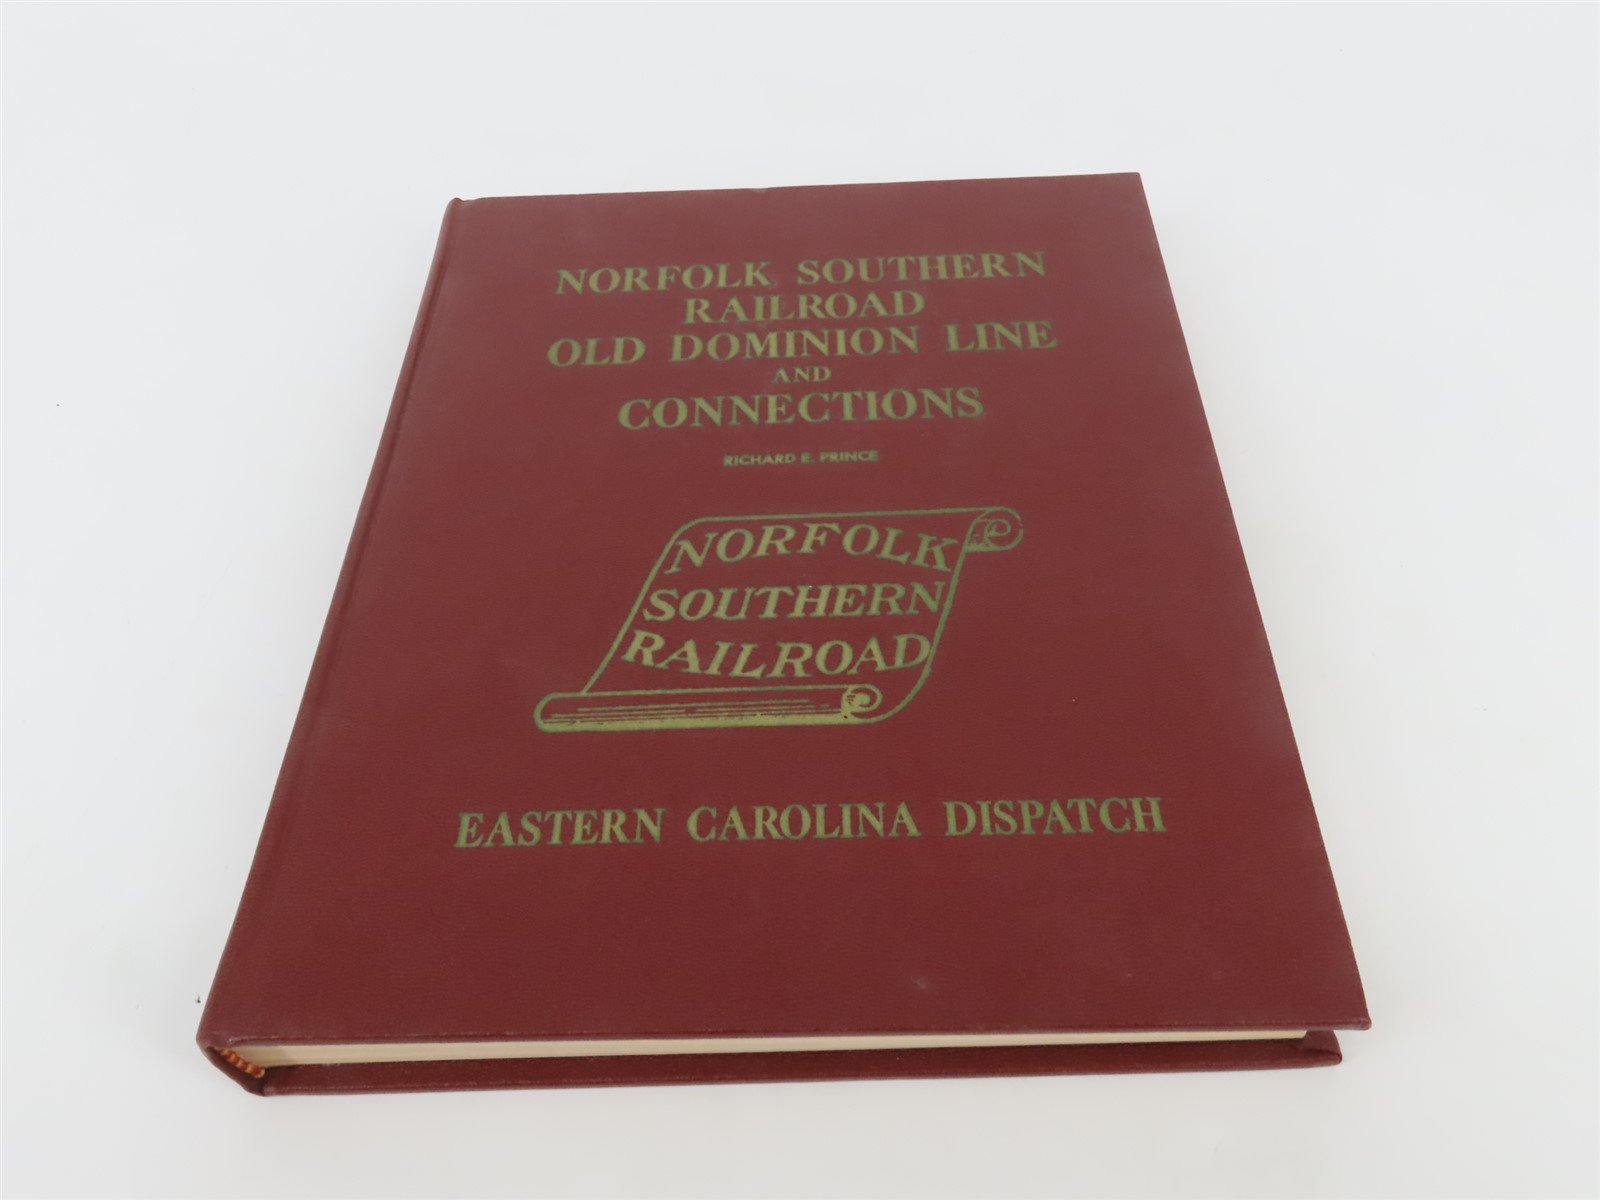 NORFOLK SOUTHERN
RAILROAD
OLD DOMINION LINE
AND
CONNECTIONS
RICHARD E. PRINCE
NORFOLK
SOUTHERN
RAILROAD
EASTERN CAROLINA DISPATCH